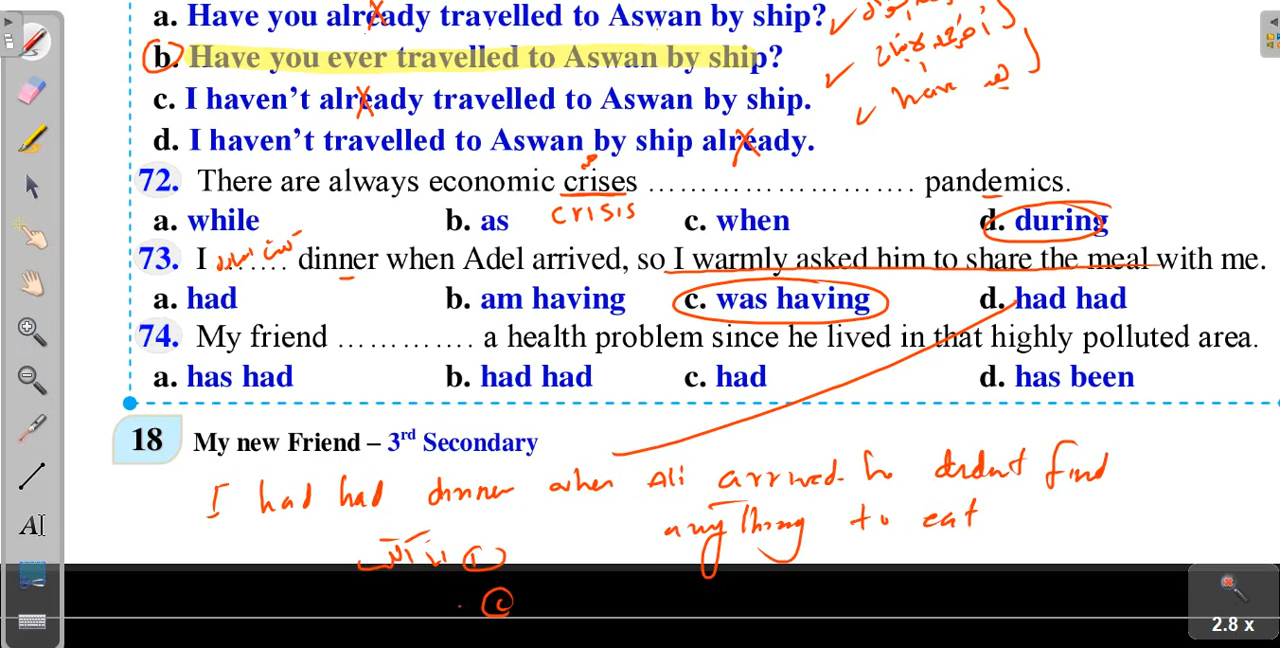 a. Have you already travelled to Aswan by ship?
b. Have you ever travelled to Aswan by ship?
c. I haven't already travelled to Aswan by ship.
have
d. I haven't travelled to Aswan by ship already.
72. There are always economic crises ........................... pandemics.
crisis
a. while b. as c. when d. during
73. I ........ dinner when Adel arrived, so I warmly asked him to share the meal with me.
a. had b. am having c. was having d. had had
74. My friend ............. a health problem since he lived in that highly polluted area.
a. has had b. had had c. had d. has been
18 My new Friend – 3rd Secondary
I had had dinner when Ali arrived. he didn't find
anything to eat
AI
2.8 x